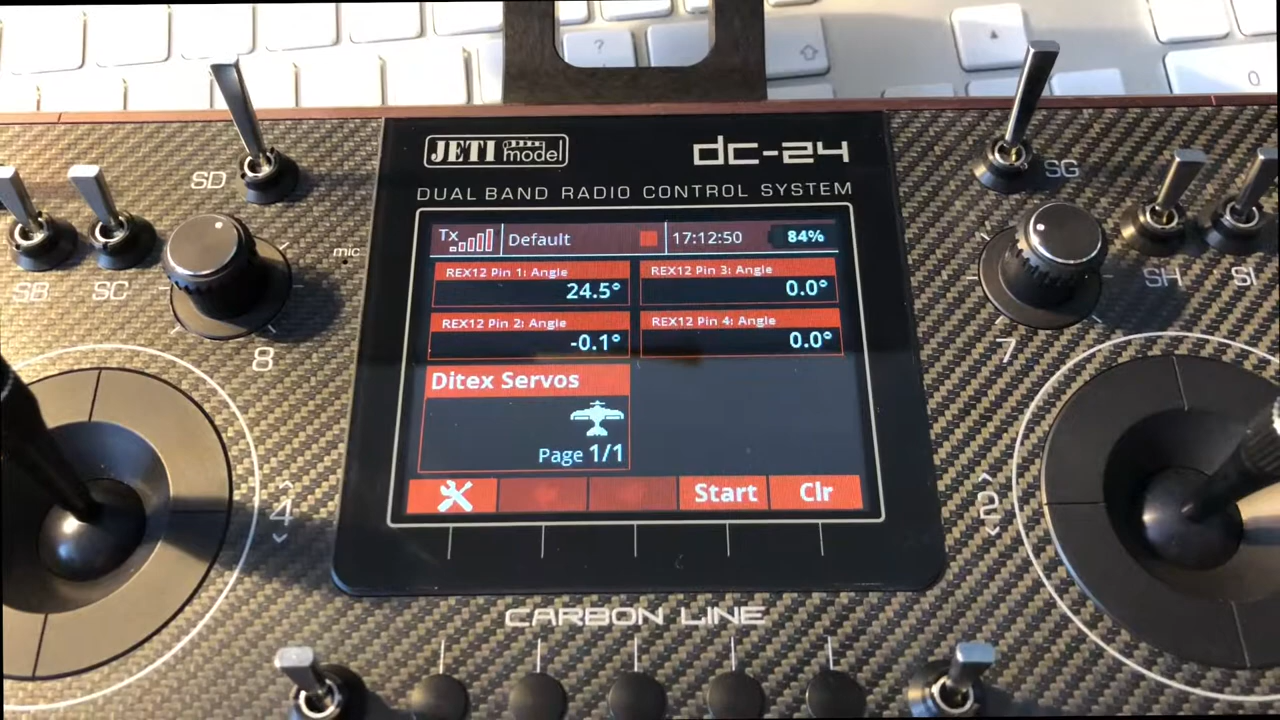 ?
0
JETI model
dc-24
DUAL BAND RADIO CONTROL SYSTEM
SD
SG
SB
SC
mic
SH
SI
8
7
4
2
Tx
Default
17:12:50
84%
REX12 Pin 1: Angle
24.5°
REX12 Pin 3: Angle
0.0°
REX12 Pin 2: Angle
-0.1°
REX12 Pin 4: Angle
0.0°
Ditex Servos
Page 1/1
Start
Clr
CARBON LINE